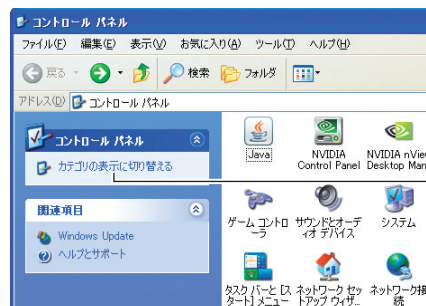 コントロール パネル
ファイル(F) 編集(E) 表示(V) お気に入り(A) ツール(T) ヘルプ(H)
戻る 検索 フォルダ
アドレス(D) コントロール パネル
コントロール パネル
カテゴリの表示に切り替える
関連項目
Windows Update
ヘルプとサポート
Java
NVIDIA
Control Panel
NVIDIA nView
Desktop Man
ゲーム コントロ
ーラ
サウンドとオーデ
ィオ デバイス
システム
タスク バーと [ス
タート] メニュー
ネットワーク セッ
トアップ ウィザ...
ネットワーク接
続